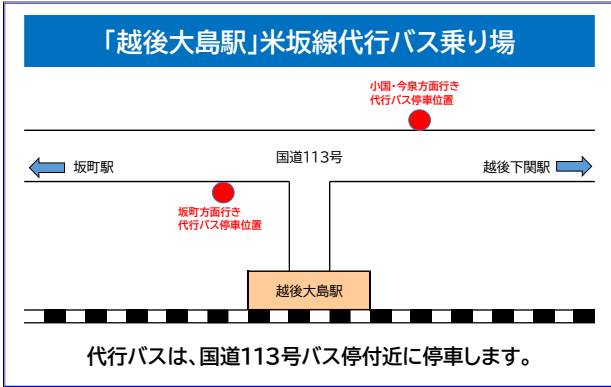 「越後大島駅」米坂線代行バス乗り場
小国・今泉方面行き
代行バス停車位置
国道113号
坂町駅
越後下関駅
坂町方面行き
代行バス停車位置
越後大島駅
代行バスは、国道113号バス停付近に停車します。